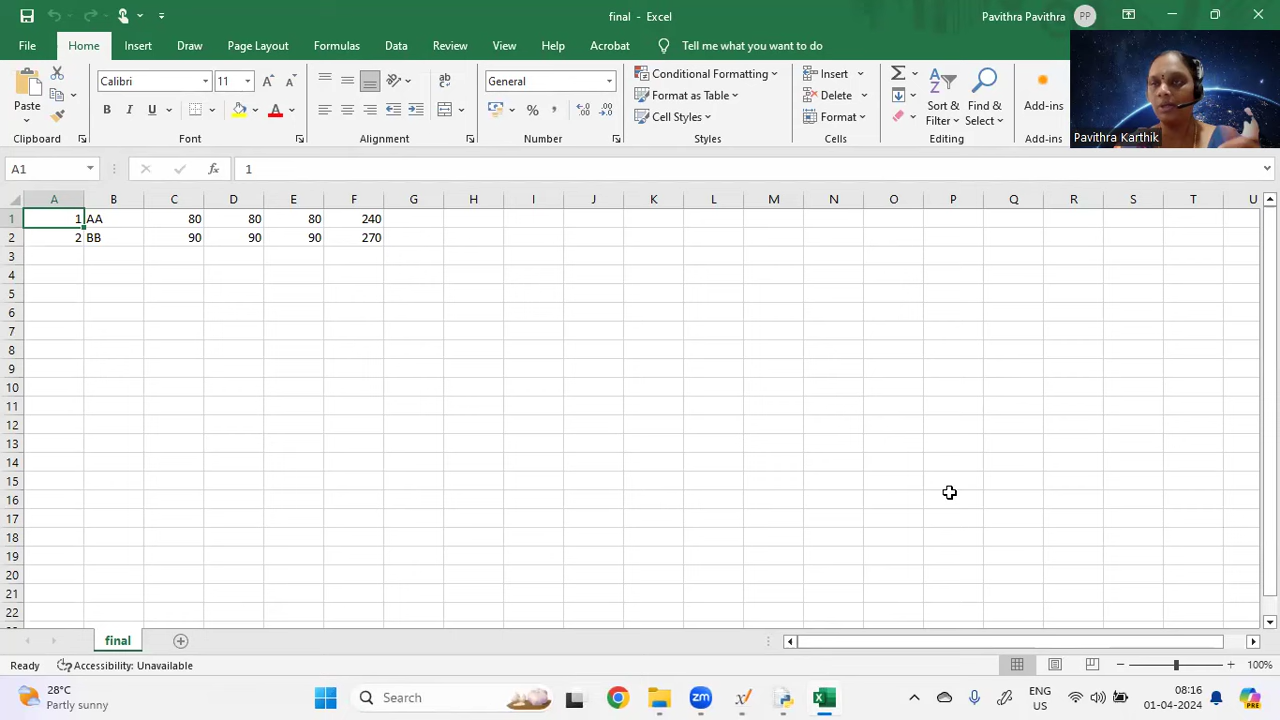 final - Excel
Pavithra Pavithra PP
File Home Insert Draw Page Layout Formulas Data Review View Help Acrobat Tell me what you want to do
Paste
Clipboard
Calibri 11
B I U A
Font
ab
Alignment
General
% ,
Number
Conditional Formatting
Format as Table
Cell Styles
Styles
Insert
Delete
Format
Cells
Sort &
Filter
Find &
Select
Editing
Add-ins
Add-ins
Pavithra Karthik
A1 fx 1
A B C D E F G H I J K L M N O P Q R S T U
1 1 AA 80 80 80 240
2 2 BB 90 90 90 270
3
4
5
6
7
8
9
10
11
12
13
14
15
16
17
18
19
20
21
22
final
Ready Accessibility: Unavailable 100%
28°C
Partly sunny
Search
zm
ENG
US
08:16
01-04-2024
PRE